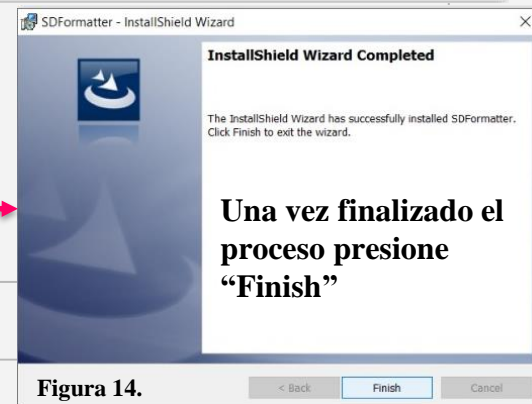 SDFormatter - InstallShield Wizard
InstallShield Wizard Completed
The InstallShield Wizard has successfully installed SDFormatter.
Click Finish to exit the wizard.
Una vez finalizado el
proceso presione
“Finish”
Figura 14.
< Back Finish Cancel